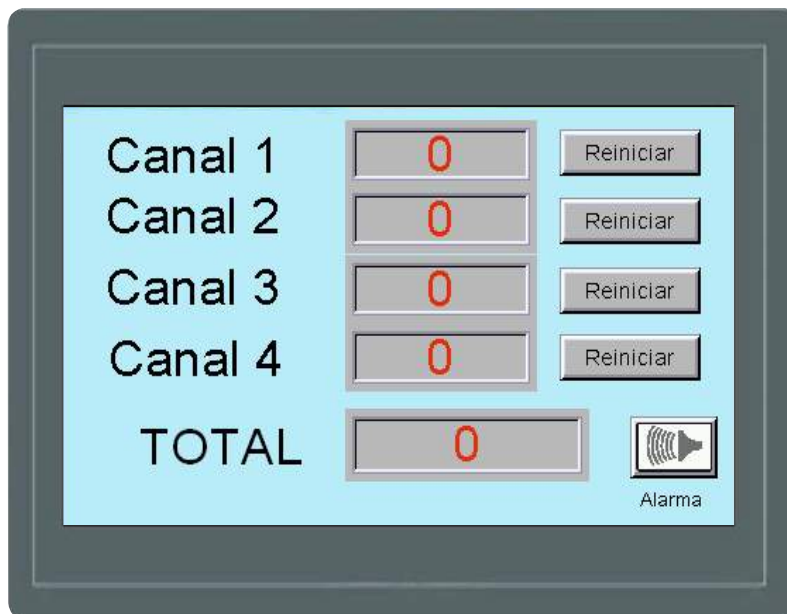 Canal 1 0 Reiniciar
Canal 2 0 Reiniciar
Canal 3 0 Reiniciar
Canal 4 0 Reiniciar
TOTAL 0
Alarma